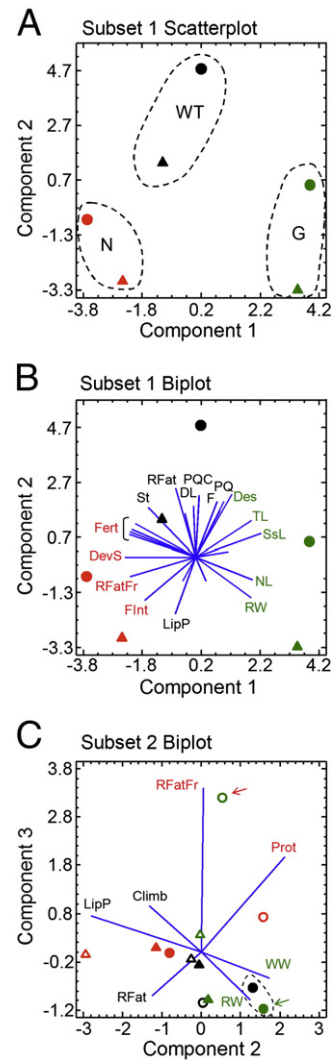 A Subset 1 Scatterplot
4.7
2.7
0.7
-1.3
-3.3
Component 2
WT
N
G
-3.8 -1.8 0.2 2.2 4.2
Component 1
B Subset 1 Biplot
4.7
2.7
0.7
-1.3
-3.3
Component 2
RFat PQC PQ
St DL F Des
TL
Fert SsL
DevS
RFatFr NL
FInt RW
LipP
-3.8 -1.8 0.2 2.2 4.2
Component 1
C Subset 2 Biplot
3.8
2.8
1.8
0.8
-0.2
-1.2
Component 3
RFatFr
Prot
Climb
LipP
WW
RFat RW
-3 -2 -1 0 1 2 3
Component 2